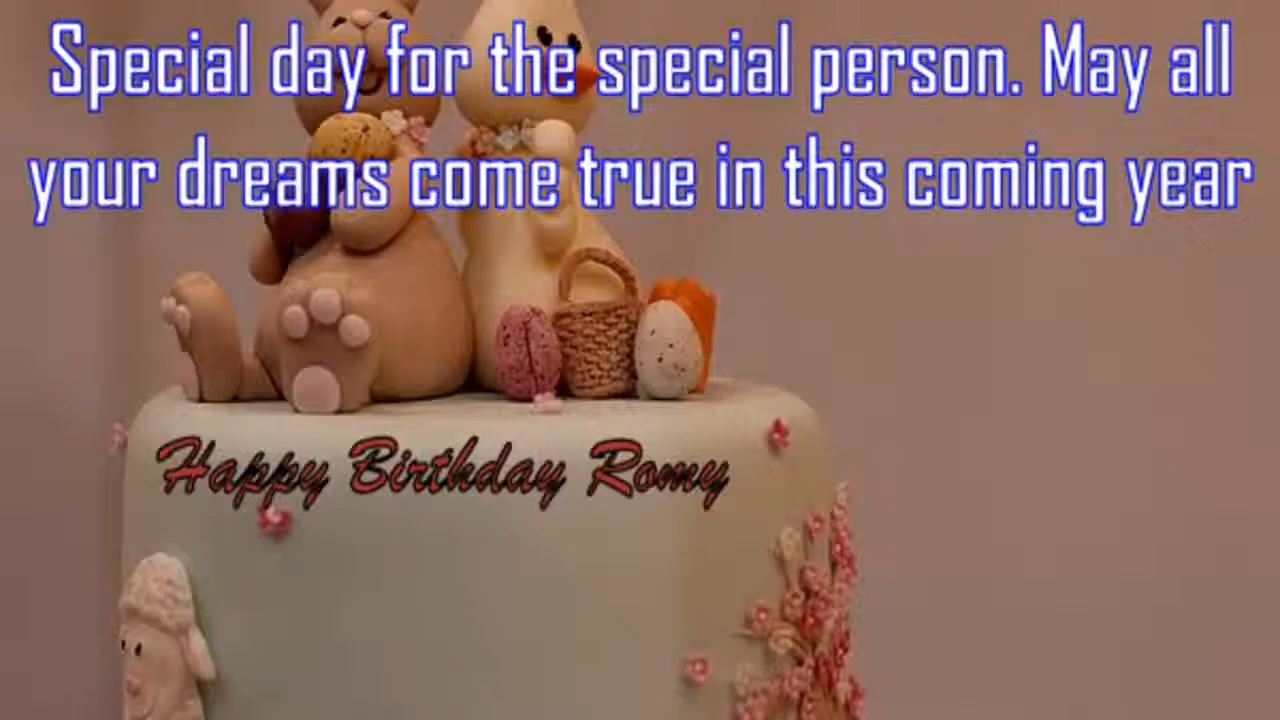 Special day for the special person. May all
your dreams come true in this coming year
Happy Birthday Romy